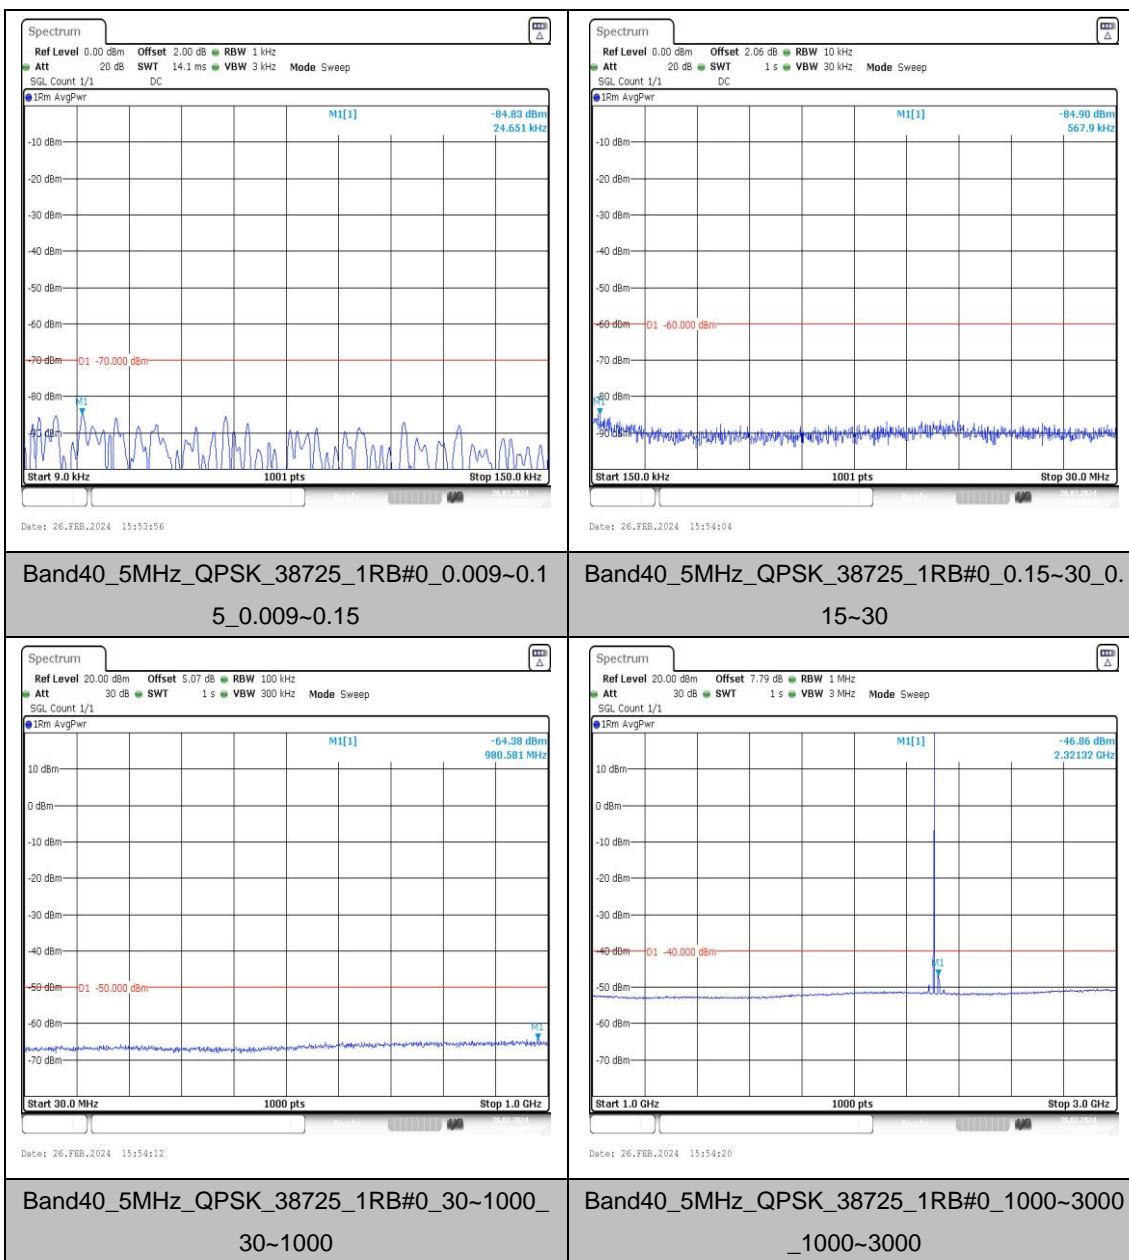 Spectrum
Ref Level 0.00 dBm Offset 2.00 dB RBW 1 kHz
Att 20 dB SWT 14.1 ms VBW 3 kHz Mode Sweep
SGL Count 1/1 DC
1Rm AvgPwr
M1[1] -84.83 dBm
24.651 kHz
-10 dBm
-20 dBm
-30 dBm
-40 dBm
-50 dBm
-60 dBm
-70 dBm D1 -70.000 dBm
-80 dBm
M1
-90 dBm
Start 9.0 kHz 1001 pts Stop 150.0 kHz
26.02.2024
Date: 26.FEB.2024 15:53:56
Band40_5MHz_QPSK_38725_1RB#0_0.009~0.1
5_0.009~0.15
Spectrum
Ref Level 0.00 dBm Offset 2.06 dB RBW 10 kHz
Att 20 dB SWT 1 s VBW 30 kHz Mode Sweep
SGL Count 1/1 DC
1Rm AvgPwr
M1[1] -84.90 dBm
567.9 kHz
-10 dBm
-20 dBm
-30 dBm
-40 dBm
-50 dBm
-60 dBm D1 -60.000 dBm
-70 dBm
-80 dBm
M1
-90 dBm
Start 150.0 kHz 1001 pts Stop 30.0 MHz
26.02.2024
Date: 26.FEB.2024 15:54:04
Band40_5MHz_QPSK_38725_1RB#0_0.15~30_0.
15~30
Spectrum
Ref Level 20.00 dBm Offset 5.07 dB RBW 100 kHz
Att 30 dB SWT 1 s VBW 300 kHz Mode Sweep
SGL Count 1/1
1Rm AvgPwr
M1[1] -64.38 dBm
980.581 MHz
10 dBm
0 dBm
-10 dBm
-20 dBm
-30 dBm
-40 dBm
-50 dBm D1 -50.000 dBm
-60 dBm
M1
-70 dBm
Start 30.0 MHz 1000 pts Stop 1.0 GHz
26.02.2024
Date: 26.FEB.2024 15:54:12
Band40_5MHz_QPSK_38725_1RB#0_30~1000_
30~1000
Spectrum
Ref Level 20.00 dBm Offset 7.79 dB RBW 1 MHz
Att 30 dB SWT 1 s VBW 3 MHz Mode Sweep
SGL Count 1/1
1Rm AvgPwr
M1[1] -46.86 dBm
2.32132 GHz
10 dBm
0 dBm
-10 dBm
-20 dBm
-30 dBm
-40 dBm D1 -40.000 dBm
M1
-50 dBm
-60 dBm
-70 dBm
Start 1.0 GHz 1000 pts Stop 3.0 GHz
26.02.2024
Date: 26.FEB.2024 15:54:20
Band40_5MHz_QPSK_38725_1RB#0_1000~3000
_1000~3000